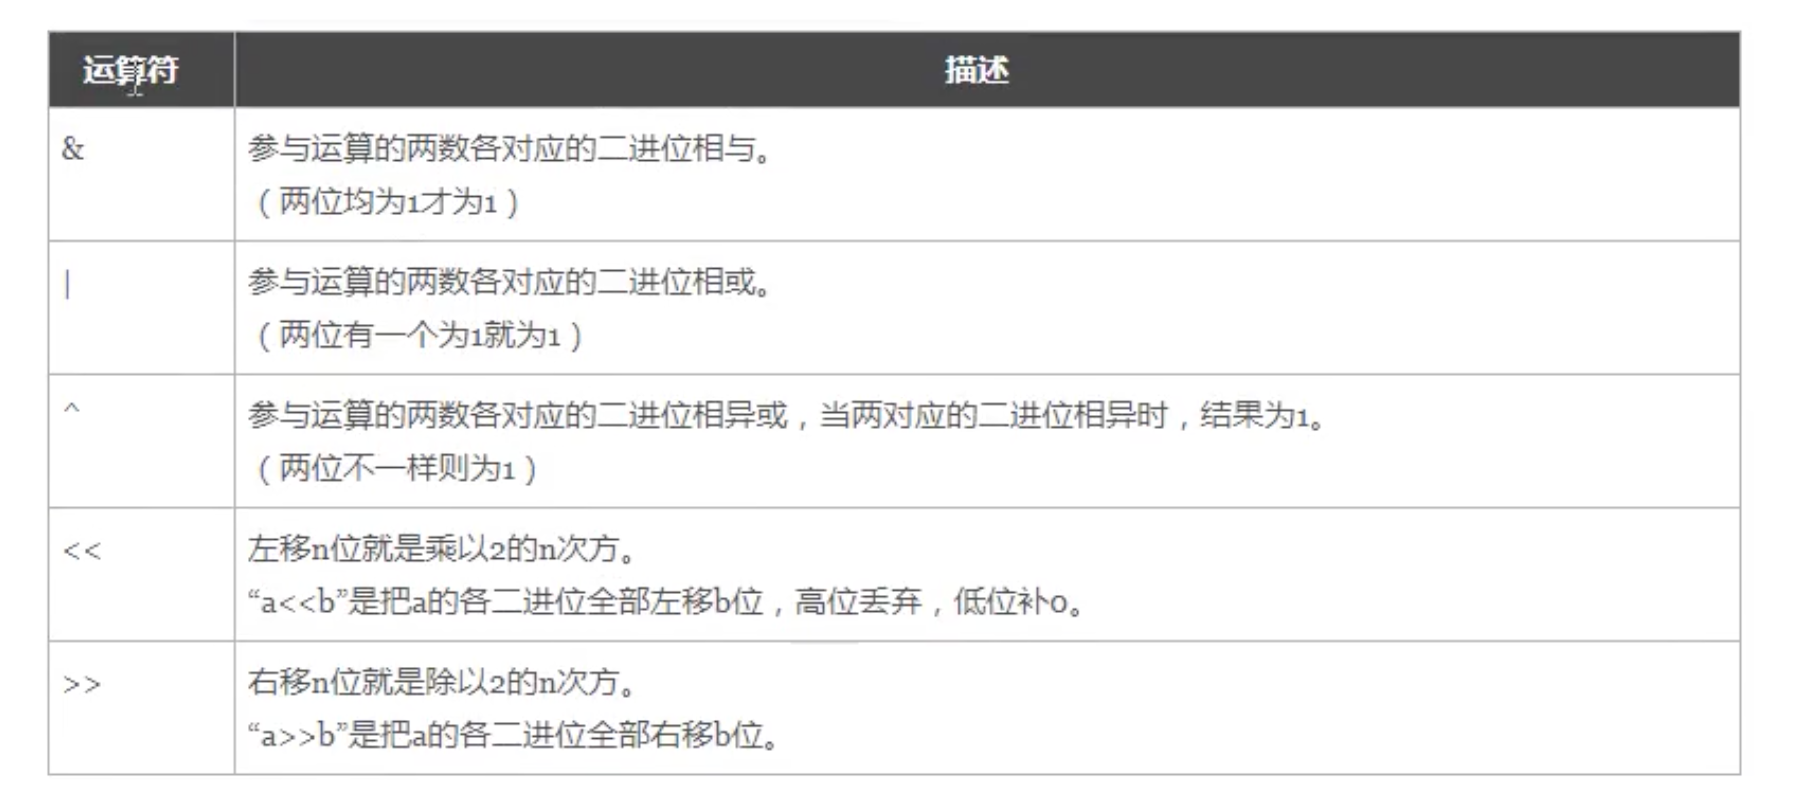 运算符 描述
& 参与运算的两数各对应的二进位相与。
（两位均为1才为1）
| 参与运算的两数各对应的二进位相或。
（两位有一个为1就为1）
^ 参与运算的两数各对应的二进位相异或，当两对应的二进位相异时，结果为1。
（两位不一样则为1）
<< 左移n位就是乘以2的n次方。
“a<<b”是把a的各二进位全部左移b位，高位丢弃，低位补0。
>> 右移n位就是除以2的n次方。
“a>>b”是把a的各二进位全部右移b位。